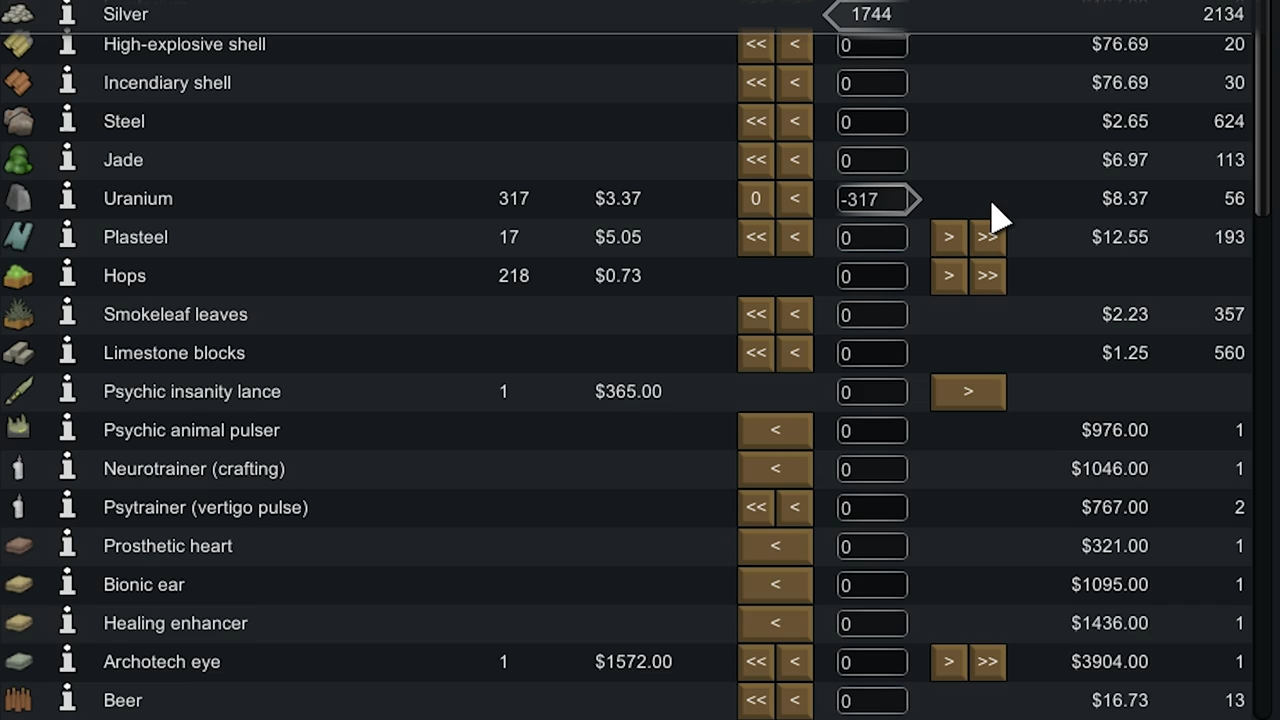 Silver 1744 2134
High-explosive shell << < 0 $76.69 20
Incendiary shell << < 0 $76.69 30
Steel << < 0 $2.65 624
Jade << < 0 $6.97 113
Uranium 317 $3.37 0 < -317 $8.37 56
Plasteel 17 $5.05 << < 0 > >> $12.55 193
Hops 218 $0.73 0 > >>
Smokeleaf leaves << < 0 $2.23 357
Limestone blocks << < 0 $1.25 560
Psychic insanity lance 1 $365.00 0 >
Psychic animal pulser < 0 $976.00 1
Neurotrainer (crafting) < 0 $1046.00 1
Psytrainer (vertigo pulse) << < 0 $767.00 2
Prosthetic heart < 0 $321.00 1
Bionic ear < 0 $1095.00 1
Healing enhancer < 0 $1436.00 1
Archotech eye 1 $1572.00 << < 0 > >> $3904.00 1
Beer << < 0 $16.73 13